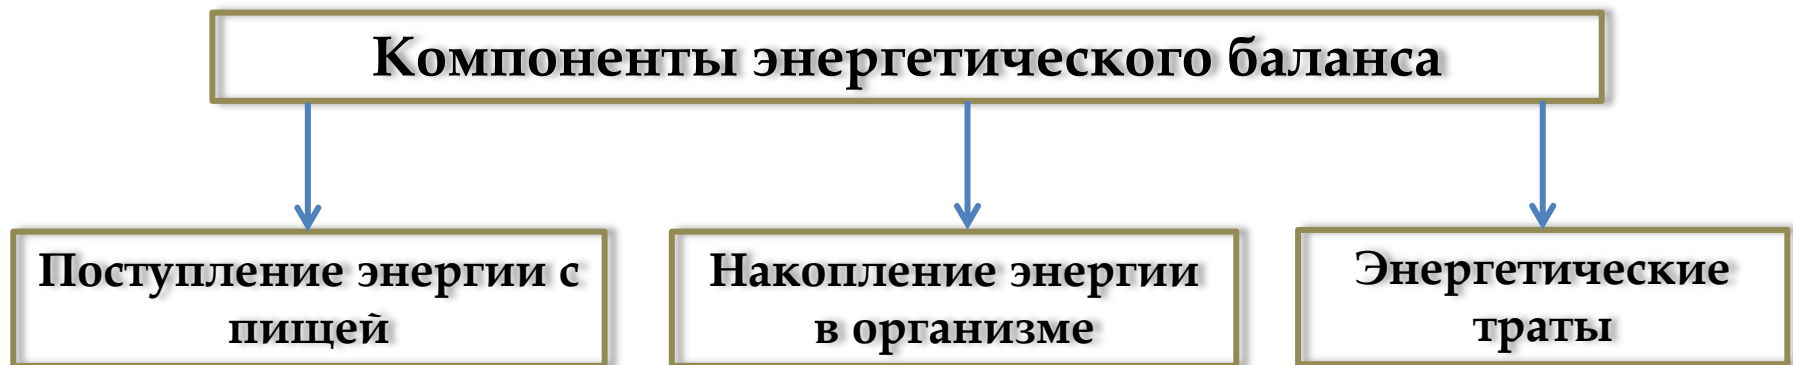 Компоненты энергетического баланса
Поступление энергии с
пищей
Накопление энергии
в организме
Энергетические
траты